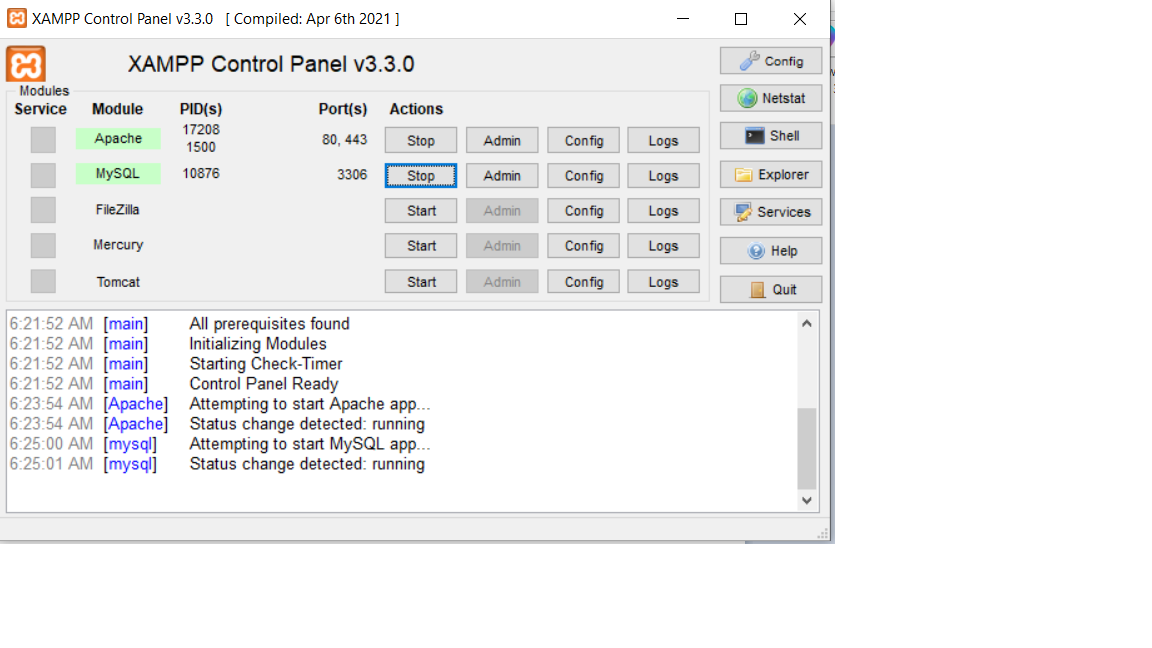 XAMPP Control Panel v3.3.0 [ Compiled: Apr 6th 2021 ]
XAMPP Control Panel v3.3.0
Config
Modules
Service Module PID(s) Port(s) Actions
Netstat
Apache 17208 1500 80, 443 Stop Admin Config Logs
Shell
MySQL 10876 3306 Stop Admin Config Logs
Explorer
FileZilla Start Admin Config Logs
Services
Mercury Start Admin Config Logs
Help
Tomcat Start Admin Config Logs
Quit
6:21:52 AM [main] All prerequisites found
6:21:52 AM [main] Initializing Modules
6:21:52 AM [main] Starting Check-Timer
6:21:52 AM [main] Control Panel Ready
6:23:54 AM [Apache] Attempting to start Apache app...
6:23:54 AM [Apache] Status change detected: running
6:25:00 AM [mysql] Attempting to start MySQL app...
6:25:01 AM [mysql] Status change detected: running